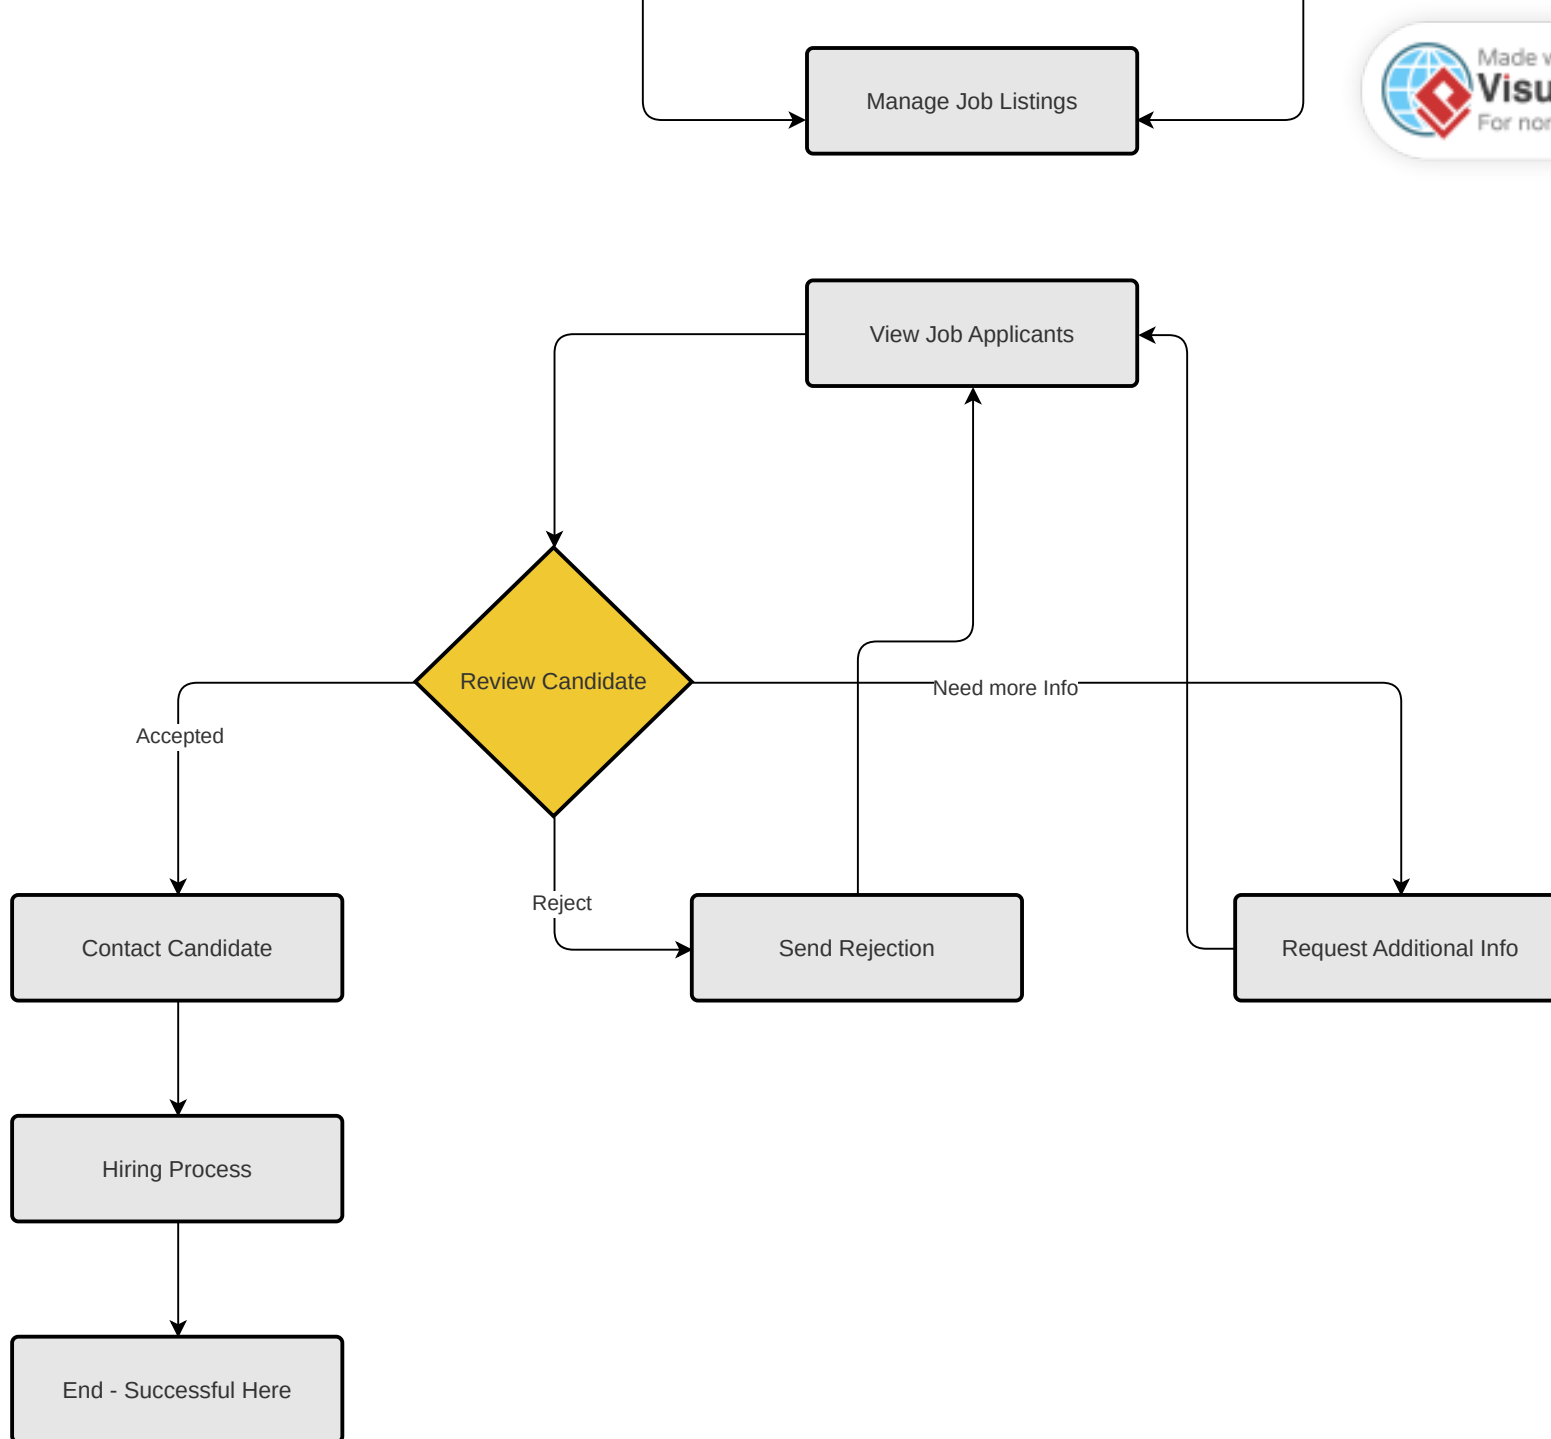 Manage Job Listings
Made
Visu
For
View Job Applicants
Review Candidate
Need more Info
Accepted
Reject
Contact Candidate
Send Rejection
Request Additional Info
Hiring Process
End - Successful Here